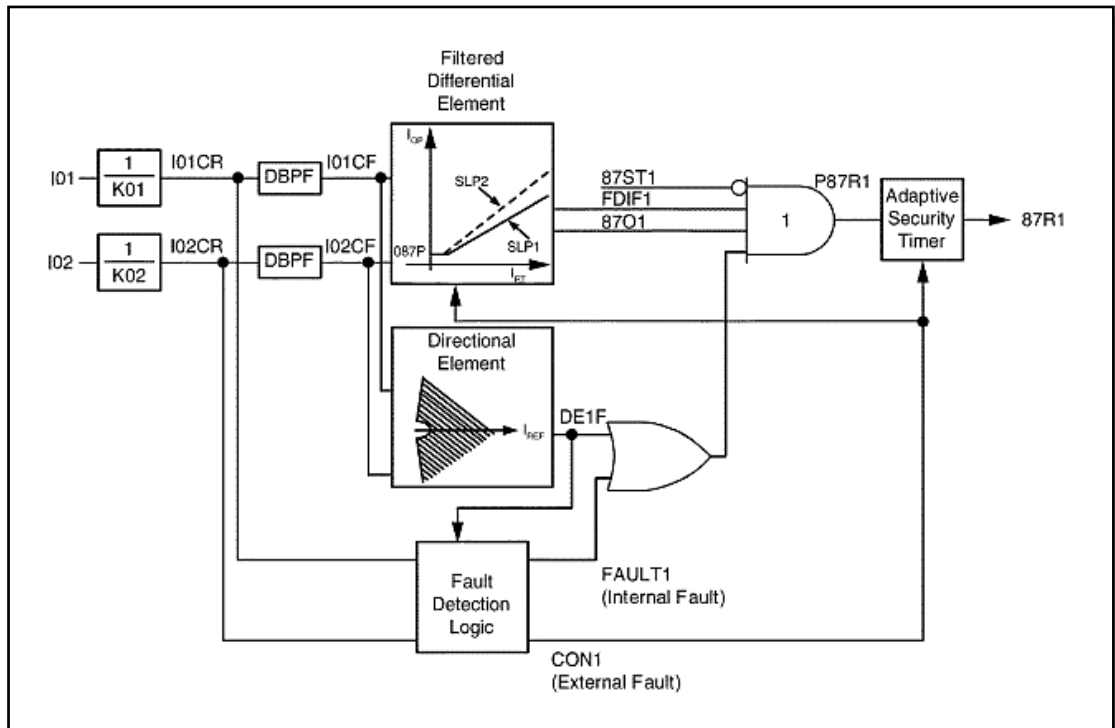 Filtered
Differential
Element
I01
1
K01
I01CR
DBPF
I01CF
I02
1
K02
I02CR
DBPF
I02CF
IOP
SLP2
SLP1
O87P
IRT
87ST1
FDIF1
87O1
1
P87R1
Adaptive
Security
Timer
87R1
Directional
Element
IREF
DE1F
Fault
Detection
Logic
FAULT1
(Internal Fault)
CON1
(External Fault)